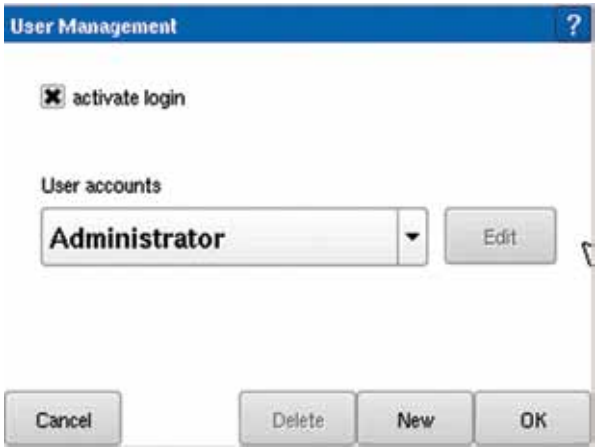 User Management ?
activate login
User accounts
Administrator Edit
Cancel Delete New OK